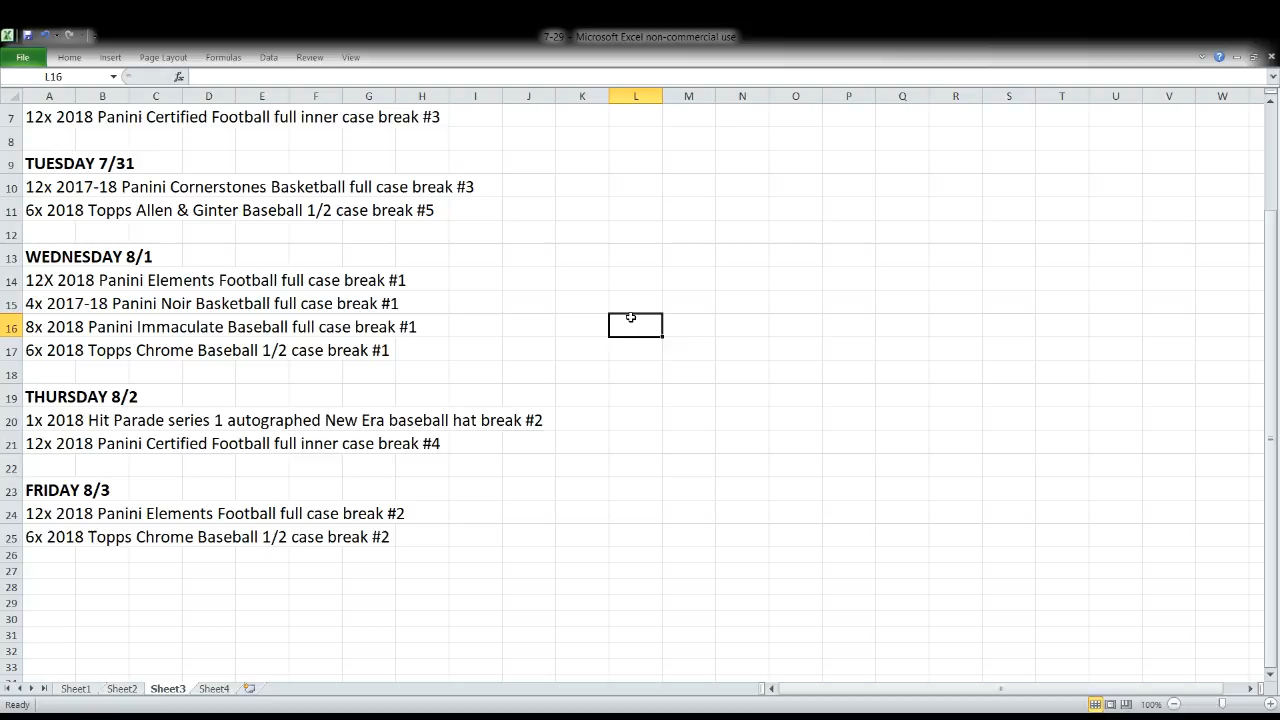 7-29 - Microsoft Excel non-commercial use
File Home Insert Page Layout Formulas Data Review View
L16 fx
A B C D E F G H I J K L M N O P Q R S T U V W
7 12x 2018 Panini Certified Football full inner case break #3
8
9 TUESDAY 7/31
10 12x 2017-18 Panini Cornerstones Basketball full case break #3
11 6x 2018 Topps Allen & Ginter Baseball 1/2 case break #5
12
13 WEDNESDAY 8/1
14 12X 2018 Panini Elements Football full case break #1
15 4x 2017-18 Panini Noir Basketball full case break #1
16 8x 2018 Panini Immaculate Baseball full case break #1
17 6x 2018 Topps Chrome Baseball 1/2 case break #1
18
19 THURSDAY 8/2
20 1x 2018 Hit Parade series 1 autographed New Era baseball hat break #2
21 12x 2018 Panini Certified Football full inner case break #4
22
23 FRIDAY 8/3
24 12x 2018 Panini Elements Football full case break #2
25 6x 2018 Topps Chrome Baseball 1/2 case break #2
26
27
28
29
30
31
32
33
Sheet1 Sheet2 Sheet3 Sheet4
Ready 100%